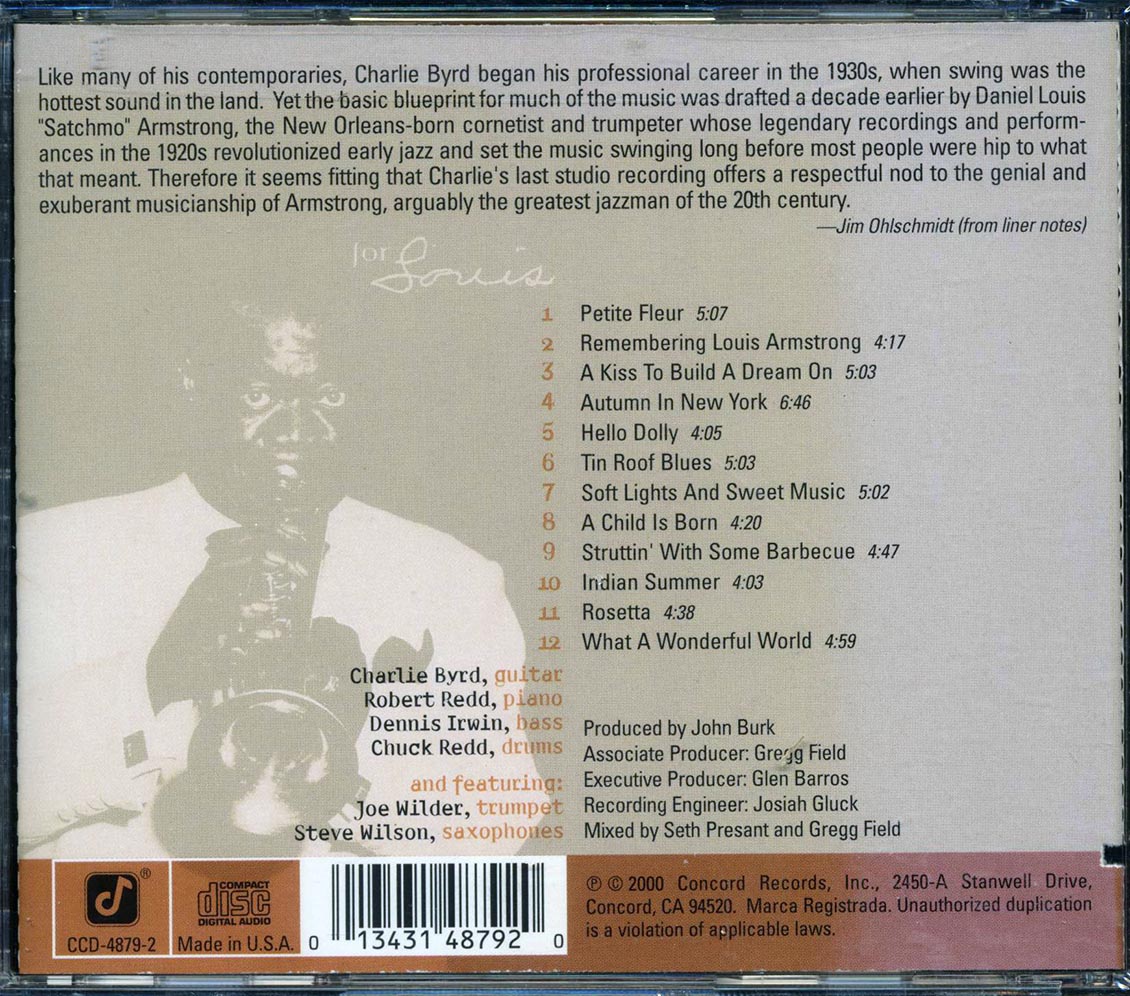 Like many of his contemporaries, Charlie Byrd began his professional career in the 1930s, when swing was the
hottest sound in the land. Yet the basic blueprint for much of the music was drafted a decade earlier by Daniel Louis
"Satchmo" Armstrong, the New Orleans-born cornetist and trumpeter whose legendary recordings and perform-
ances in the 1920s revolutionized early jazz and set the music swinging long before most people were hip to what
that meant. Therefore it seems fitting that Charlie's last studio recording offers a respectful nod to the genial and
exuberant musicianship of Armstrong, arguably the greatest jazzman of the 20th century.
—Jim Ohlschmidt (from liner notes)
for Louis
1 Petite Fleur 5:07
2 Remembering Louis Armstrong 4:17
3 A Kiss To Build A Dream On 5:03
4 Autumn In New York 6:46
5 Hello Dolly 4:05
6 Tin Roof Blues 5:03
7 Soft Lights And Sweet Music 5:02
8 A Child Is Born 4:20
9 Struttin' With Some Barbecue 4:47
10 Indian Summer 4:03
11 Rosetta 4:38
12 What A Wonderful World 4:59
Charlie Byrd, guitar
Robert Redd, piano
Dennis Irwin, bass
Chuck Redd, drums
and featuring:
Joe Wilder, trumpet
Steve Wilson, saxophones
Produced by John Burk
Associate Producer: Gregg Field
Executive Producer: Glen Barros
Recording Engineer: Josiah Gluck
Mixed by Seth Presant and Gregg Field
®
CCD-4879-2
COMPACT
disc
DIGITAL AUDIO
Made in U.S.A.
0 13431 48792 0
℗ © 2000 Concord Records, Inc., 2450-A Stanwell Drive,
Concord, CA 94520. Marca Registrada. Unauthorized duplication
is a violation of applicable laws.